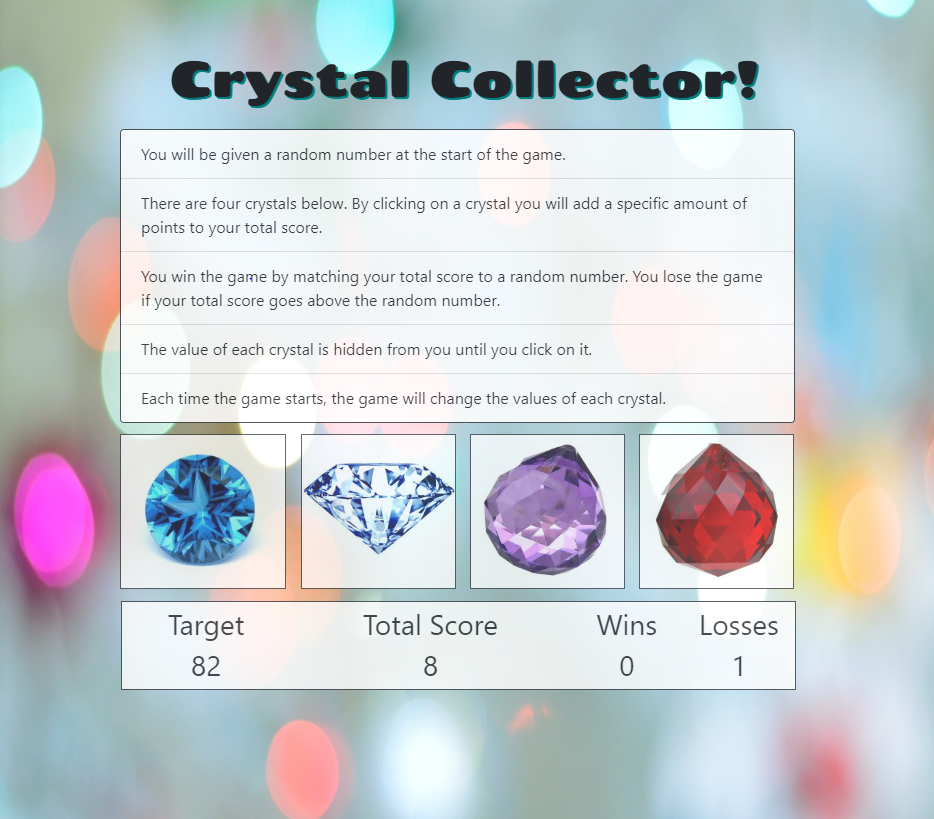 Crystal Collector!
You will be given a random number at the start of the game.
There are four crystals below. By clicking on a crystal you will add a specific amount of
points to your total score.
You win the game by matching your total score to a random number. You lose the game
if your total score goes above the random number.
The value of each crystal is hidden from you until you click on it.
Each time the game starts, the game will change the values of each crystal.
Target Total Score Wins Losses
82 8 0 1